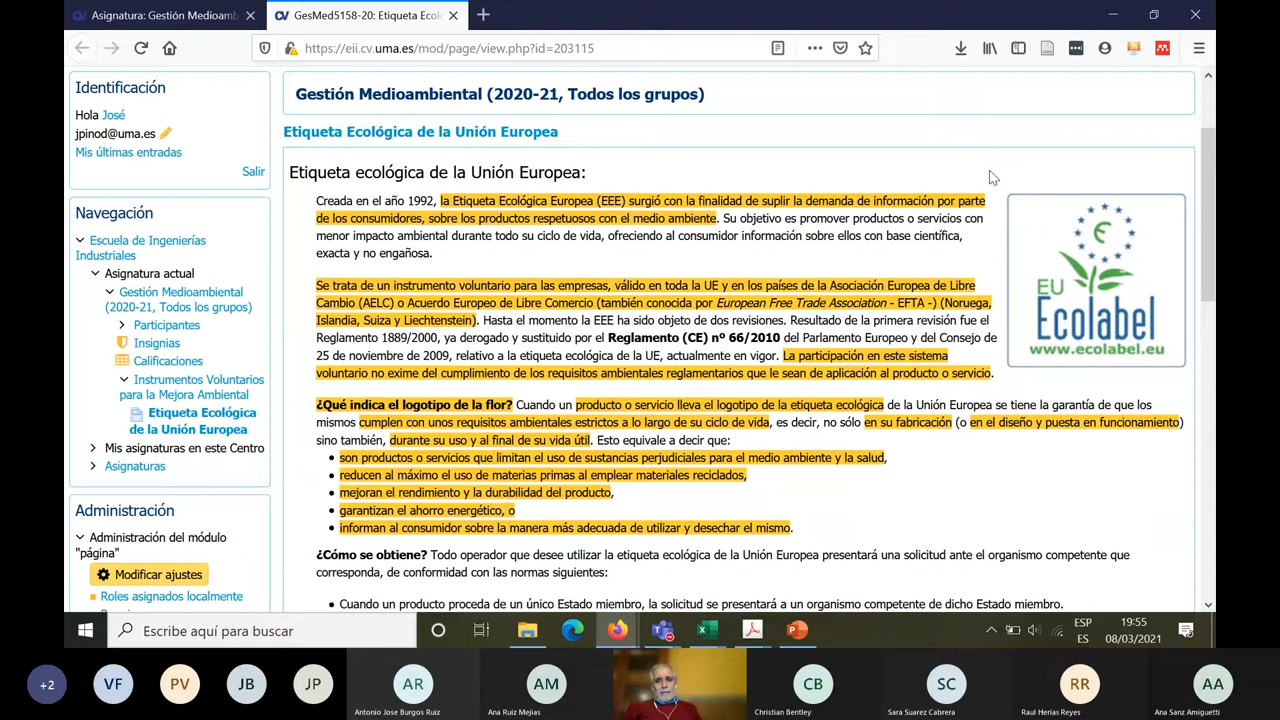 Asignatura: Gestión Medioamb
GesMed5158-20: Etiqueta Ecol
https://eii.cv.uma.es/mod/page/view.php?id=203115
Identificación
Hola José
jpinod@uma.es
Mis últimas entradas
Salir
Navegación
Escuela de Ingenierías
Industriales
Asignatura actual
Gestión Medioambiental
(2020-21, Todos los grupos)
Participantes
Insignias
Calificaciones
Instrumentos Voluntarios
para la Mejora Ambiental
Etiqueta Ecológica
de la Unión Europea
Mis asignaturas en este Centro
Asignaturas
Administración
Administración del módulo
"página"
Modificar ajustes
Roles asignados localmente
Gestión Medioambiental (2020-21, Todos los grupos)
Etiqueta Ecológica de la Unión Europea
Etiqueta ecológica de la Unión Europea:
Creada en el año 1992, la Etiqueta Ecológica Europea (EEE) surgió con la finalidad de suplir la demanda de información por parte
de los consumidores, sobre los productos respetuosos con el medio ambiente. Su objetivo es promover productos o servicios con
menor impacto ambiental durante todo su ciclo de vida, ofreciendo al consumidor información sobre ellos con base científica,
exacta y no engañosa.
Se trata de un instrumento voluntario para las empresas, válido en toda la UE y en los países de la Asociación Europea de Libre
Cambio (AELC) o Acuerdo Europeo de Libre Comercio (también conocida por European Free Trade Association - EFTA -) (Noruega,
Islandia, Suiza y Liechtenstein). Hasta el momento la EEE ha sido objeto de dos revisiones. Resultado de la primera revisión fue el
Reglamento 1889/2000, ya derogado y sustituido por el Reglamento (CE) nº 66/2010 del Parlamento Europeo y del Consejo de
25 de noviembre de 2009, relativo a la etiqueta ecológica de la UE, actualmente en vigor. La participación en este sistema
voluntario no exime del cumplimiento de los requisitos ambientales reglamentarios que le sean de aplicación al producto o servicio.
EU
Ecolabel
www.ecolabel.eu
¿Qué indica el logotipo de la flor? Cuando un producto o servicio lleva el logotipo de la etiqueta ecológica de la Unión Europea se tiene la garantía de que los
mismos cumplen con unos requisitos ambientales estrictos a lo largo de su ciclo de vida, es decir, no sólo en su fabricación (o en el diseño y puesta en funcionamiento)
sino también, durante su uso y al final de su vida útil. Esto equivale a decir que:
• son productos o servicios que limitan el uso de sustancias perjudiciales para el medio ambiente y la salud,
• reducen al máximo el uso de materias primas al emplear materiales reciclados,
• mejoran el rendimiento y la durabilidad del producto,
• garantizan el ahorro energético, o
• informan al consumidor sobre la manera más adecuada de utilizar y desechar el mismo.
¿Cómo se obtiene? Todo operador que desee utilizar la etiqueta ecológica de la Unión Europea presentará una solicitud ante el organismo competente que
corresponda, de conformidad con las normas siguientes:
• Cuando un producto proceda de un único Estado miembro, la solicitud se presentará a un organismo competente de dicho Estado miembro.
Escribe aquí para buscar
ESP
ES
19:55
08/03/2021
+2
VF
PV
JB
JP
AR
AM
CB
SC
RR
AA
Antonio Jose Burgos Ruiz
Ana Ruiz Mejias
Christian Bentley
Sara Suarez Cabrera
Raul Herias Reyes
Ana Sanz Amiguetti